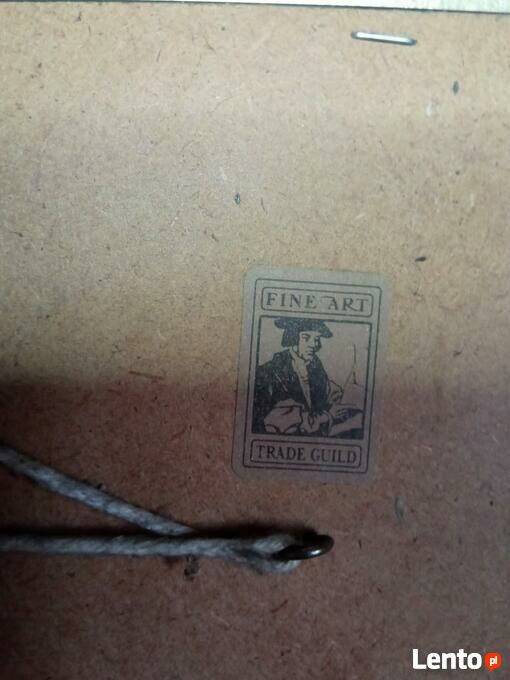 FINE ART
TRADE GUILD
Lento pl